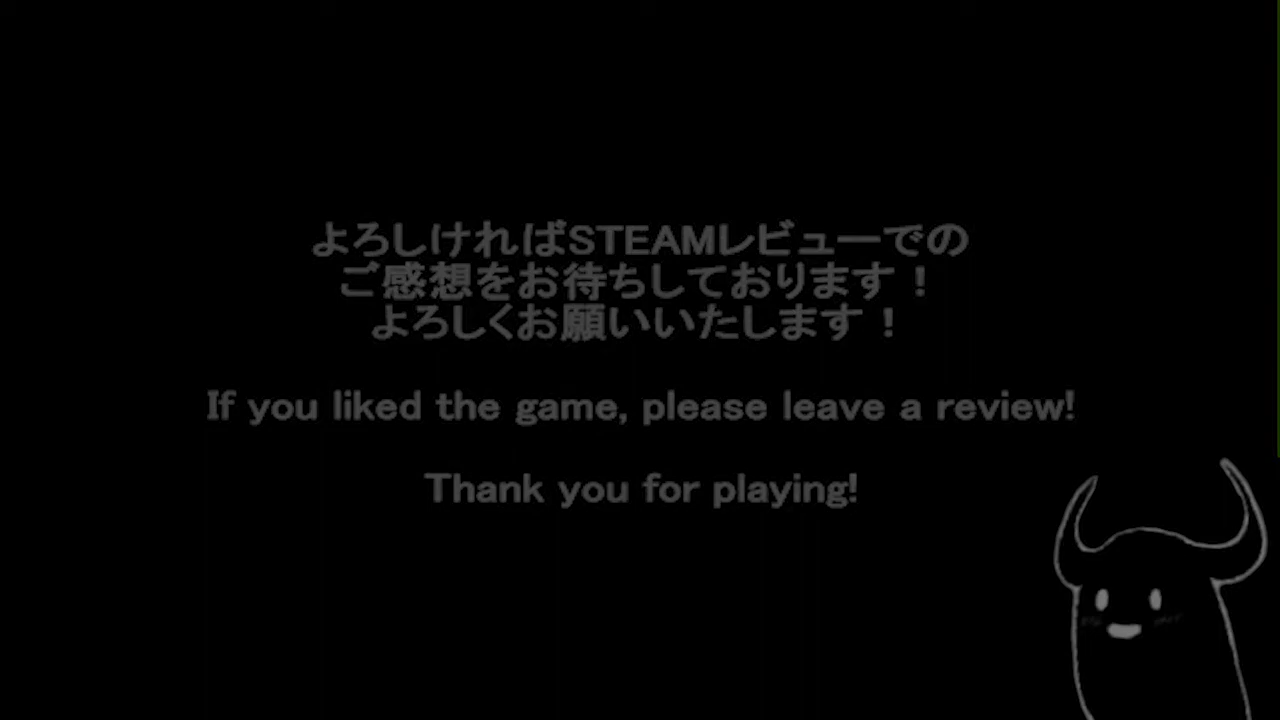 よろしければSTEAMレビューでの
ご感想をお待ちしております！
よろしくお願いいたします！
If you liked the game, please leave a review!
Thank you for playing!